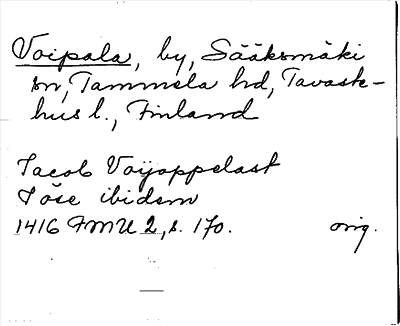 Voipala, by, Sääksmäki
sn, Tammela hd, Tavaste-
hus l., Finland
Jacob Voijoppelast
Jöse ibidem
1416 FMU 2, s. 170. orig.